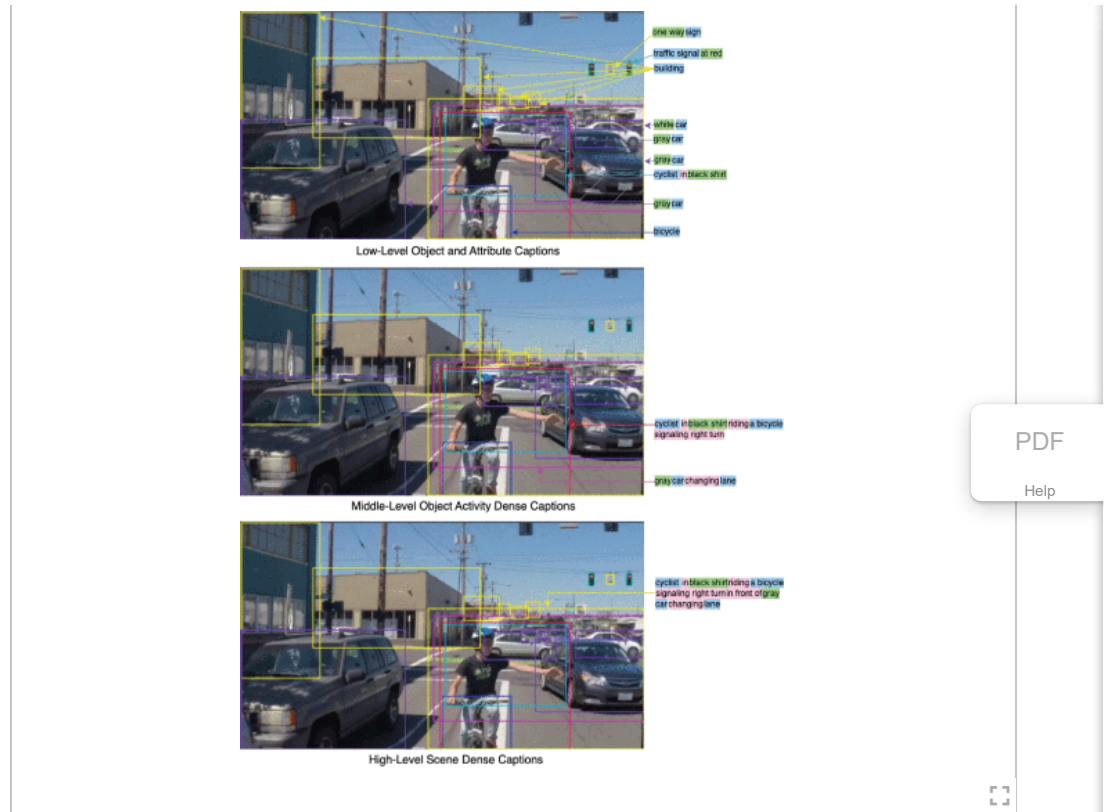 one way sign
traffic signal at red
building
white car
gray car
gray car
cyclist in black shirt
gray car
bicycle
Low-Level Object and Attribute Captions
cyclist in black shirt riding a bicycle
signaling right turn
gray car changing lane
Middle-Level Object Activity Dense Captions
cyclist in black shirt riding a bicycle
signaling right turn in front of gray
car changing lane
High-Level Scene Dense Captions
PDF
Help